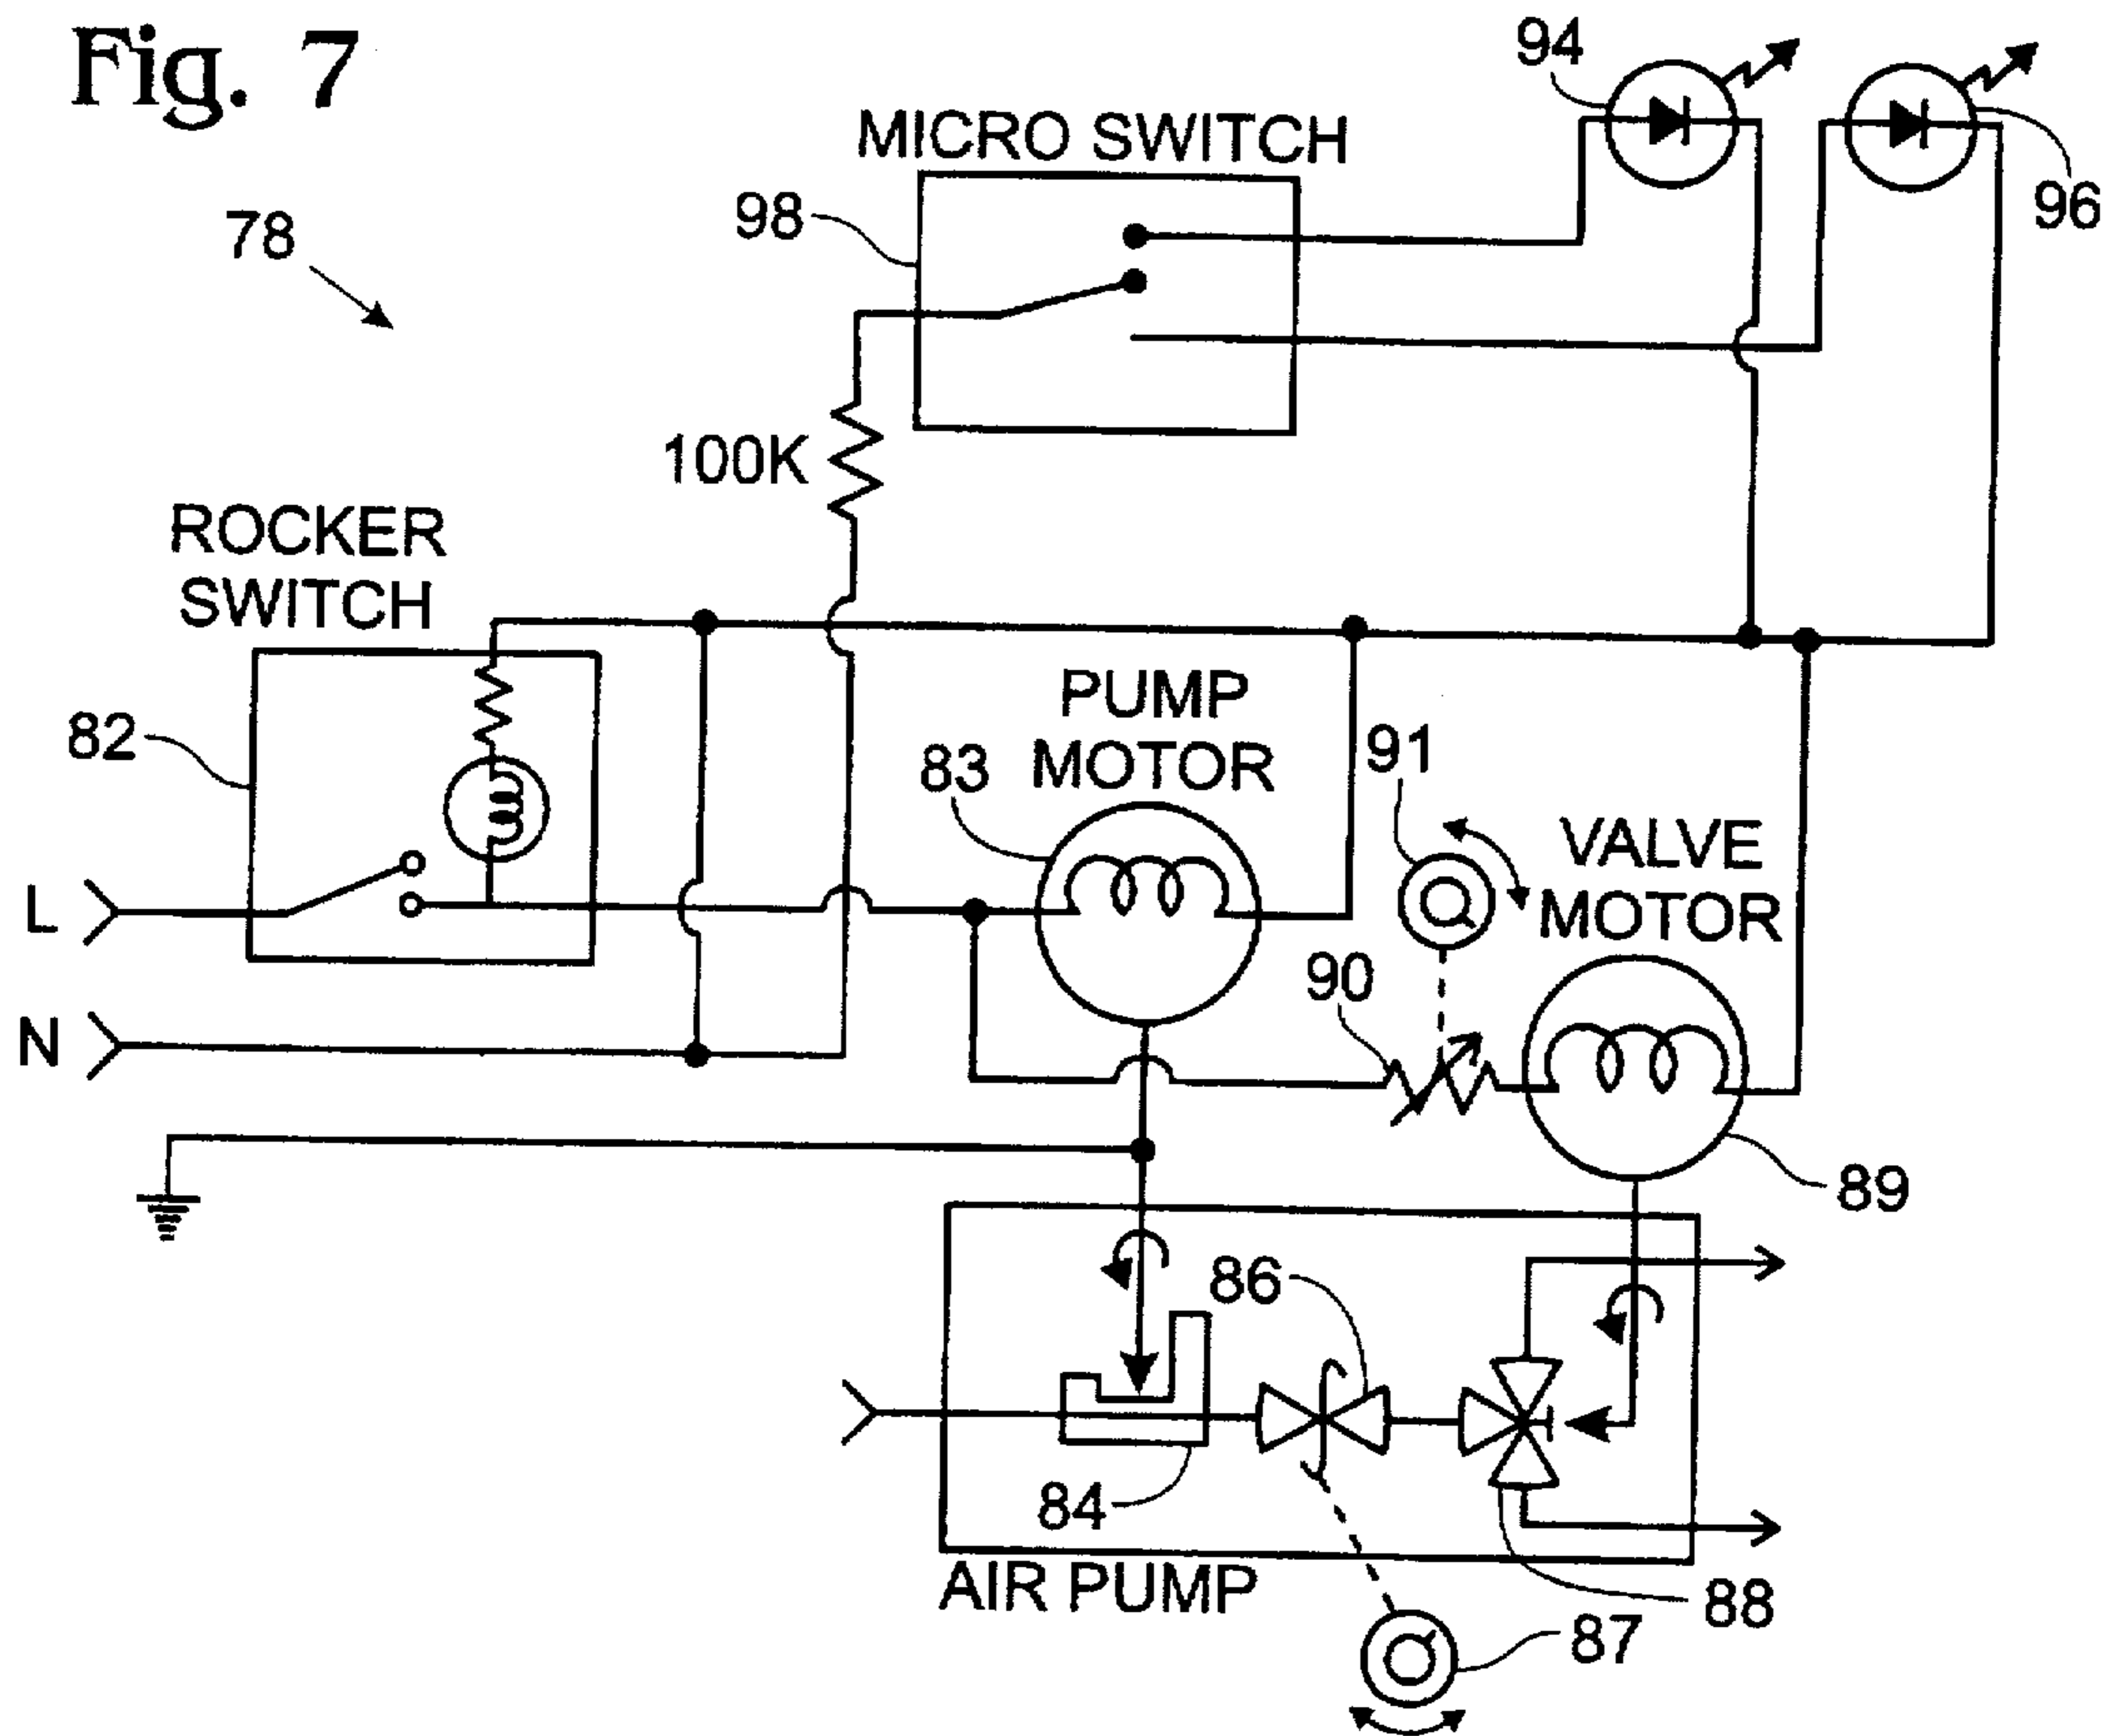 Fig. 7
94
MICRO SWITCH
96
98
78
100K
ROCKER
SWITCH
PUMP
MOTOR
82
83
91
VALVE
MOTOR
L
90
N
89
86
84
AIR PUMP
88
87